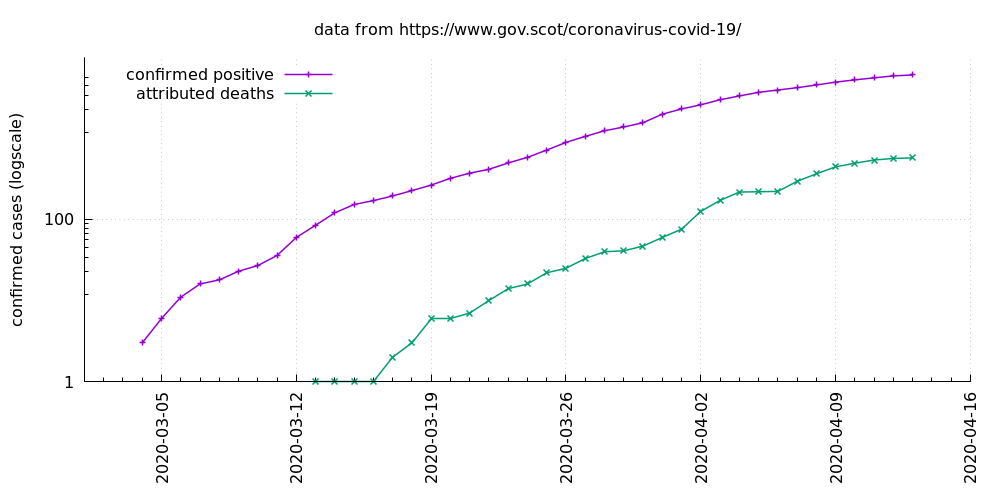 data from https://www.gov.scot/coronavirus-covid-19/
confirmed positive
attributed deaths
confirmed cases (logscale)
100
1
2020-03-05
2020-03-12
2020-03-19
2020-03-26
2020-04-02
2020-04-09
2020-04-16